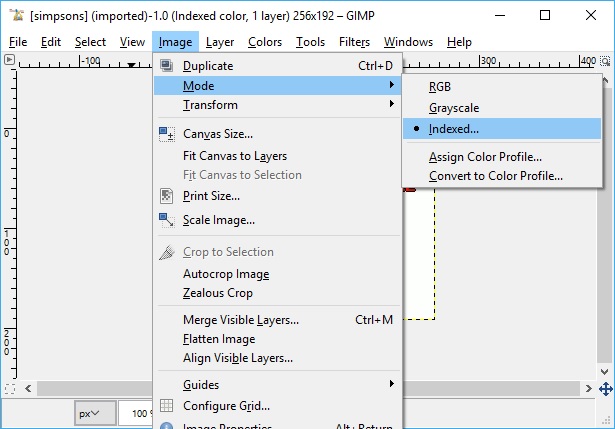 [simpsons] (imported)-1.0 (Indexed color, 1 layer) 256x192 – GIMP
File Edit Select View Image Layer Colors Tools Filters Windows Help
-100 300 400
Duplicate Ctrl+D
Mode
Transform
Canvas Size...
Fit Canvas to Layers
Fit Canvas to Selection
Print Size...
Scale Image...
Crop to Selection
Autocrop Image
Zealous Crop
Merge Visible Layers... Ctrl+M
Flatten Image
Align Visible Layers...
Guides
Configure Grid...
Image Properties Alt+Return
RGB
Grayscale
Indexed...
Assign Color Profile...
Convert to Color Profile...
0
100
200
px 100 %